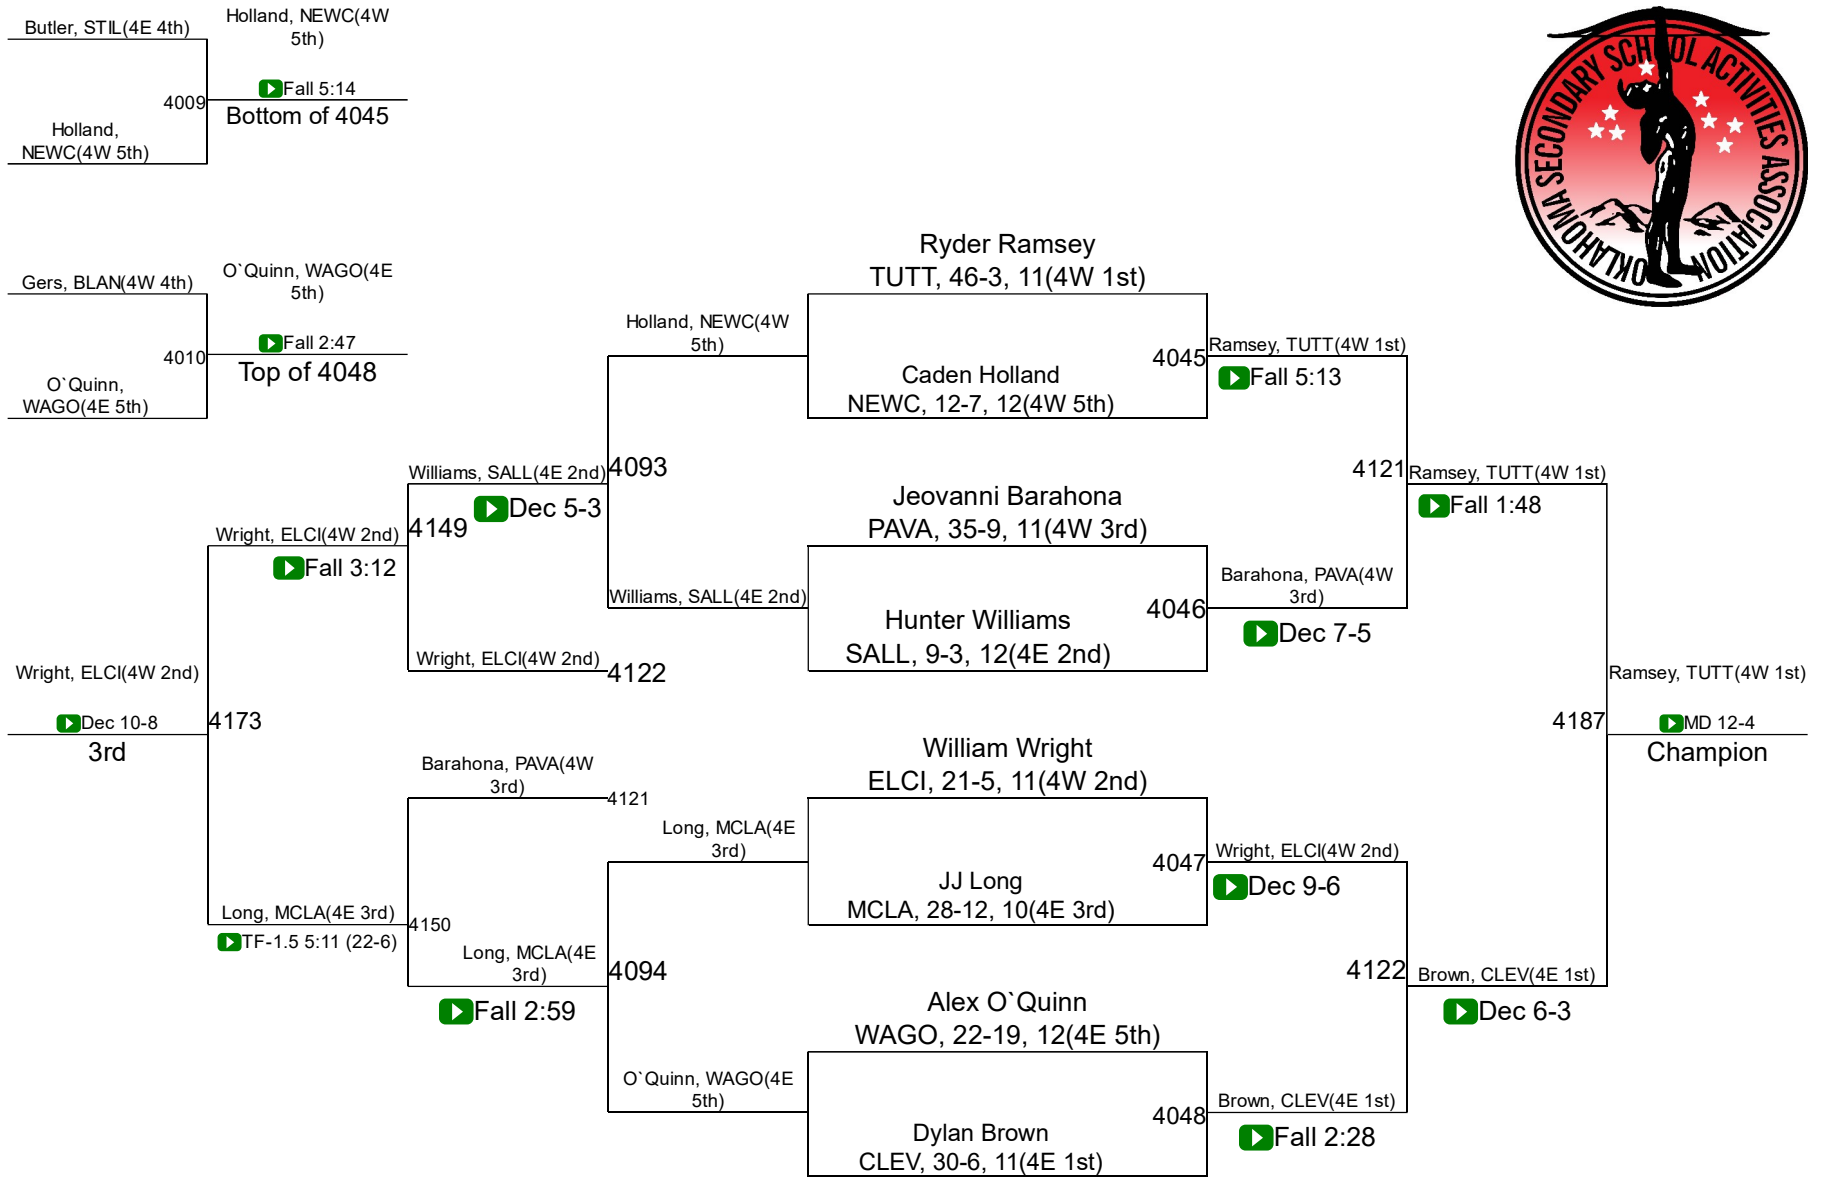 Butler, STIL(4E 4th)
Holland, NEWC(4W
5th)
Fall 5:14
4009
Bottom of 4045
Holland,
NEWC(4W 5th)
OKLAHOMA SECONDARY SCHOOL ACTIVITIES ASSOCIATION
Gers, BLAN(4W 4th)
O`Quinn, WAGO(4E
5th)
Fall 2:47
4010
Top of 4048
O`Quinn,
WAGO(4E 5th)
Ryder Ramsey
TUTT, 46-3, 11(4W 1st)
Holland, NEWC(4W
5th)
4045
Ramsey, TUTT(4W 1st)
Fall 5:13
Caden Holland
NEWC, 12-7, 12(4W 5th)
Williams, SALL(4E 2nd)
4093
Dec 5-3
4121
Ramsey, TUTT(4W 1st)
Fall 1:48
Jeovanni Barahona
PAVA, 35-9, 11(4W 3rd)
Wright, ELCI(4W 2nd)
4149
Fall 3:12
Williams, SALL(4E 2nd)
Barahona, PAVA(4W
3rd)
4046
Dec 7-5
Hunter Williams
SALL, 9-3, 12(4E 2nd)
Wright, ELCI(4W 2nd)
4122
Wright, ELCI(4W 2nd)
Dec 10-8
3rd
4173
Ramsey, TUTT(4W 1st)
4187
MD 12-4
Champion
William Wright
ELCI, 21-5, 11(4W 2nd)
Barahona, PAVA(4W
3rd)
4121
Long, MCLA(4E
3rd)
4047
Wright, ELCI(4W 2nd)
Dec 9-6
JJ Long
MCLA, 28-12, 10(4E 3rd)
Long, MCLA(4E 3rd)
4150
TF-1.5 5:11 (22-6)
Long, MCLA(4E
3rd)
4094
Fall 2:59
4122
Brown, CLEV(4E 1st)
Dec 6-3
Alex O`Quinn
WAGO, 22-19, 12(4E 5th)
O`Quinn, WAGO(4E
5th)
4048
Brown, CLEV(4E 1st)
Fall 2:28
Dylan Brown
CLEV, 30-6, 11(4E 1st)